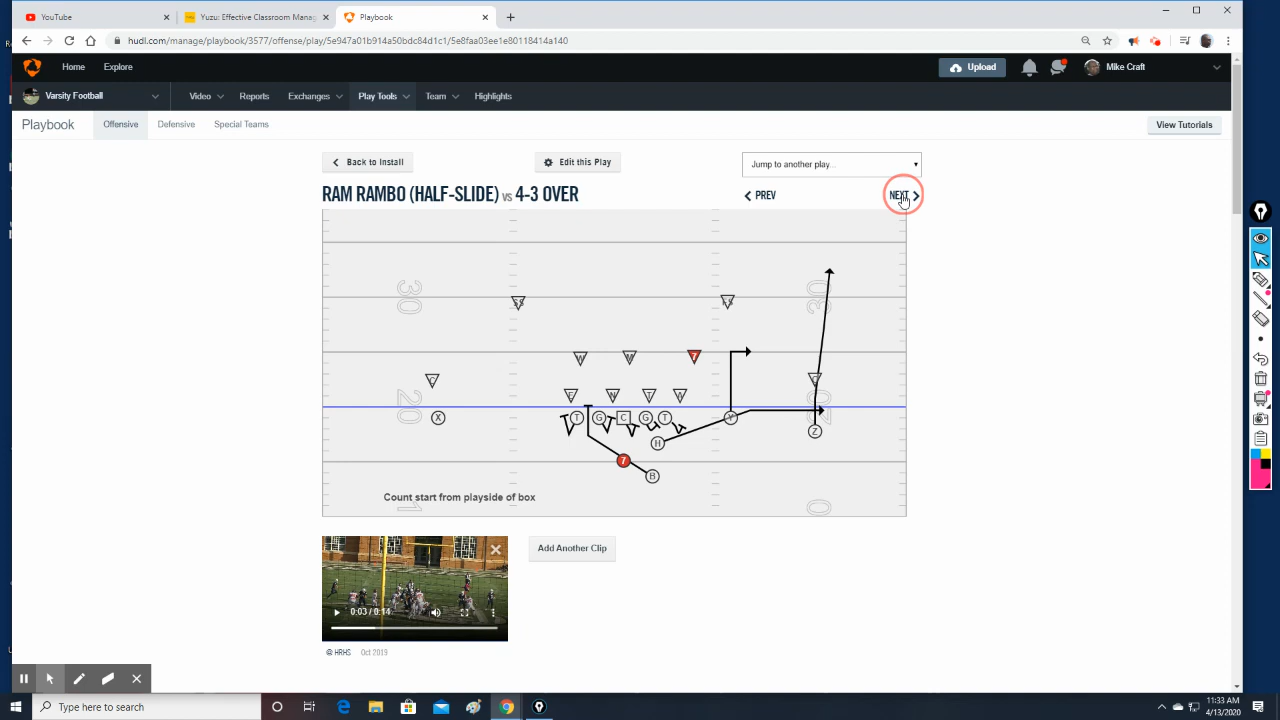 YouTube
Yuzu: Effective Classroom Manag
Playbook
hudl.com/manage/playbook/3577/offense/play/5e947a01b914a50bdc84d1c1/5e8faa03ee1e80118414a140
Home Explore Upload Mike Craft
Varsity Football Video Reports Exchanges Play Tools Team Highlights
Playbook Offensive Defensive Special Teams View Tutorials
Back to Install Edit this Play Jump to another play...
RAM RAMBO (HALF-SLIDE) vs 4-3 OVER PREV NEXT
30 30
SS FS
W M 7
C C
E N T A
20
X T G C G T Y
Z
H
7
B
Count start from playside of box
Add Another Clip
0:03 / 0:14
@ HRHS Oct 2019
Type here to search
11:33 AM
4/13/2020